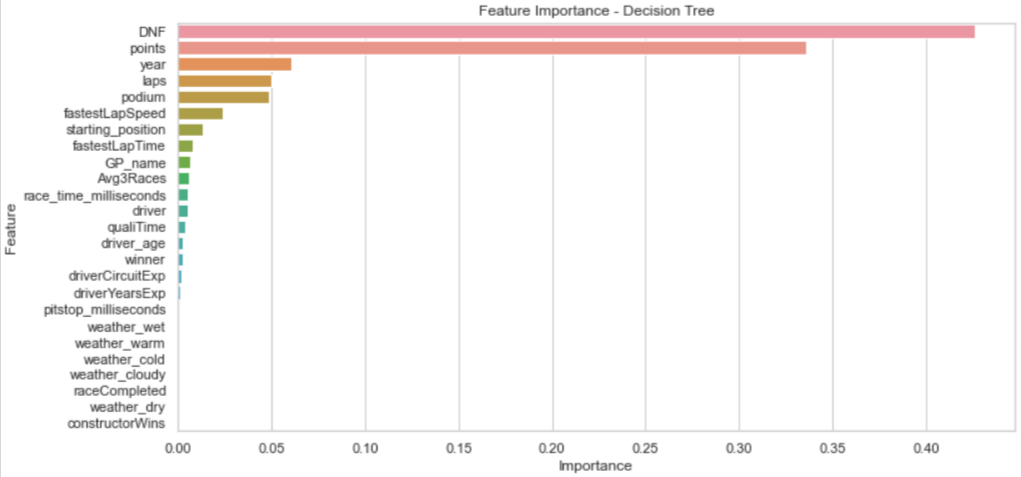 Feature Importance - Decision Tree
DNF
points
year
laps
podium
fastestLapSpeed
starting_position
fastestLapTime
GP_name
Avg3Races
race_time_milliseconds
driver
qualiTime
driver_age
winner
driverCircuitExp
driverYearsExp
pitstop_milliseconds
weather_wet
weather_warm
weather_cold
weather_cloudy
raceCompleted
weather_dry
constructorWins
Feature
0.00 0.05 0.10 0.15 0.20 0.25 0.30 0.35 0.40
Importance